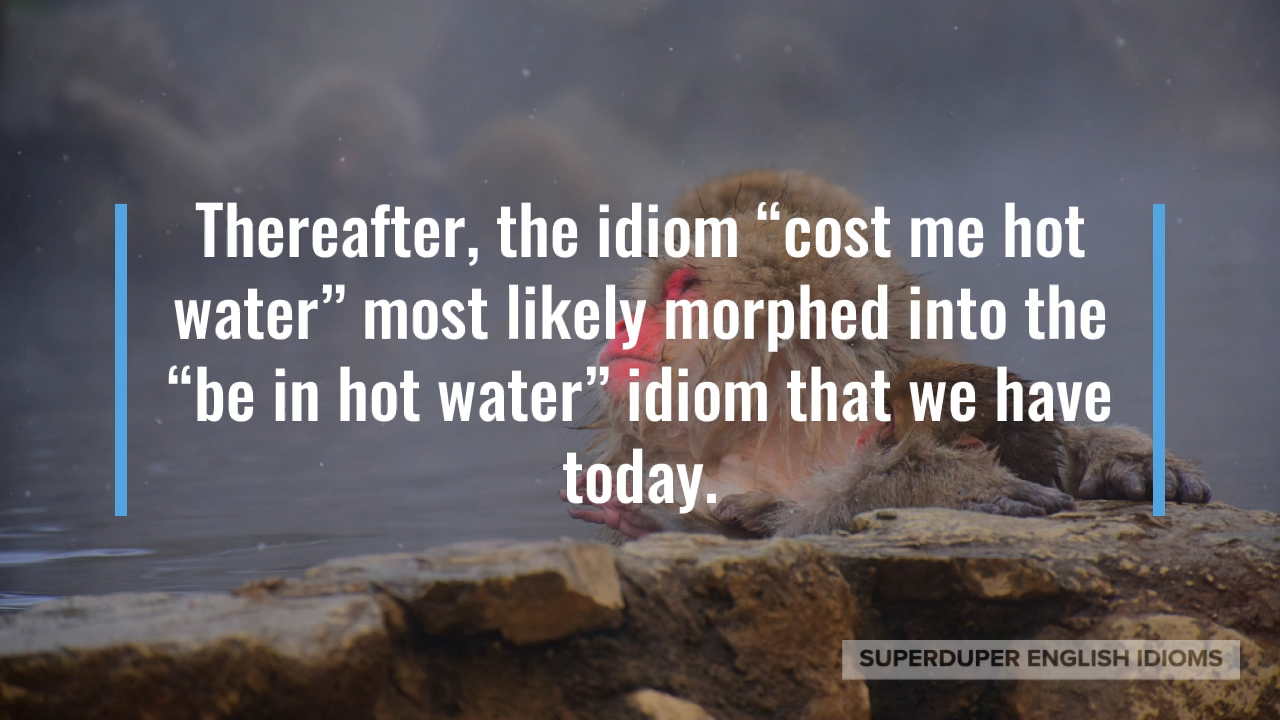 Thereafter, the idiom “cost me hot
water” most likely morphed into the
“be in hot water” idiom that we have
today.
SUPERDUPER ENGLISH IDIOMS